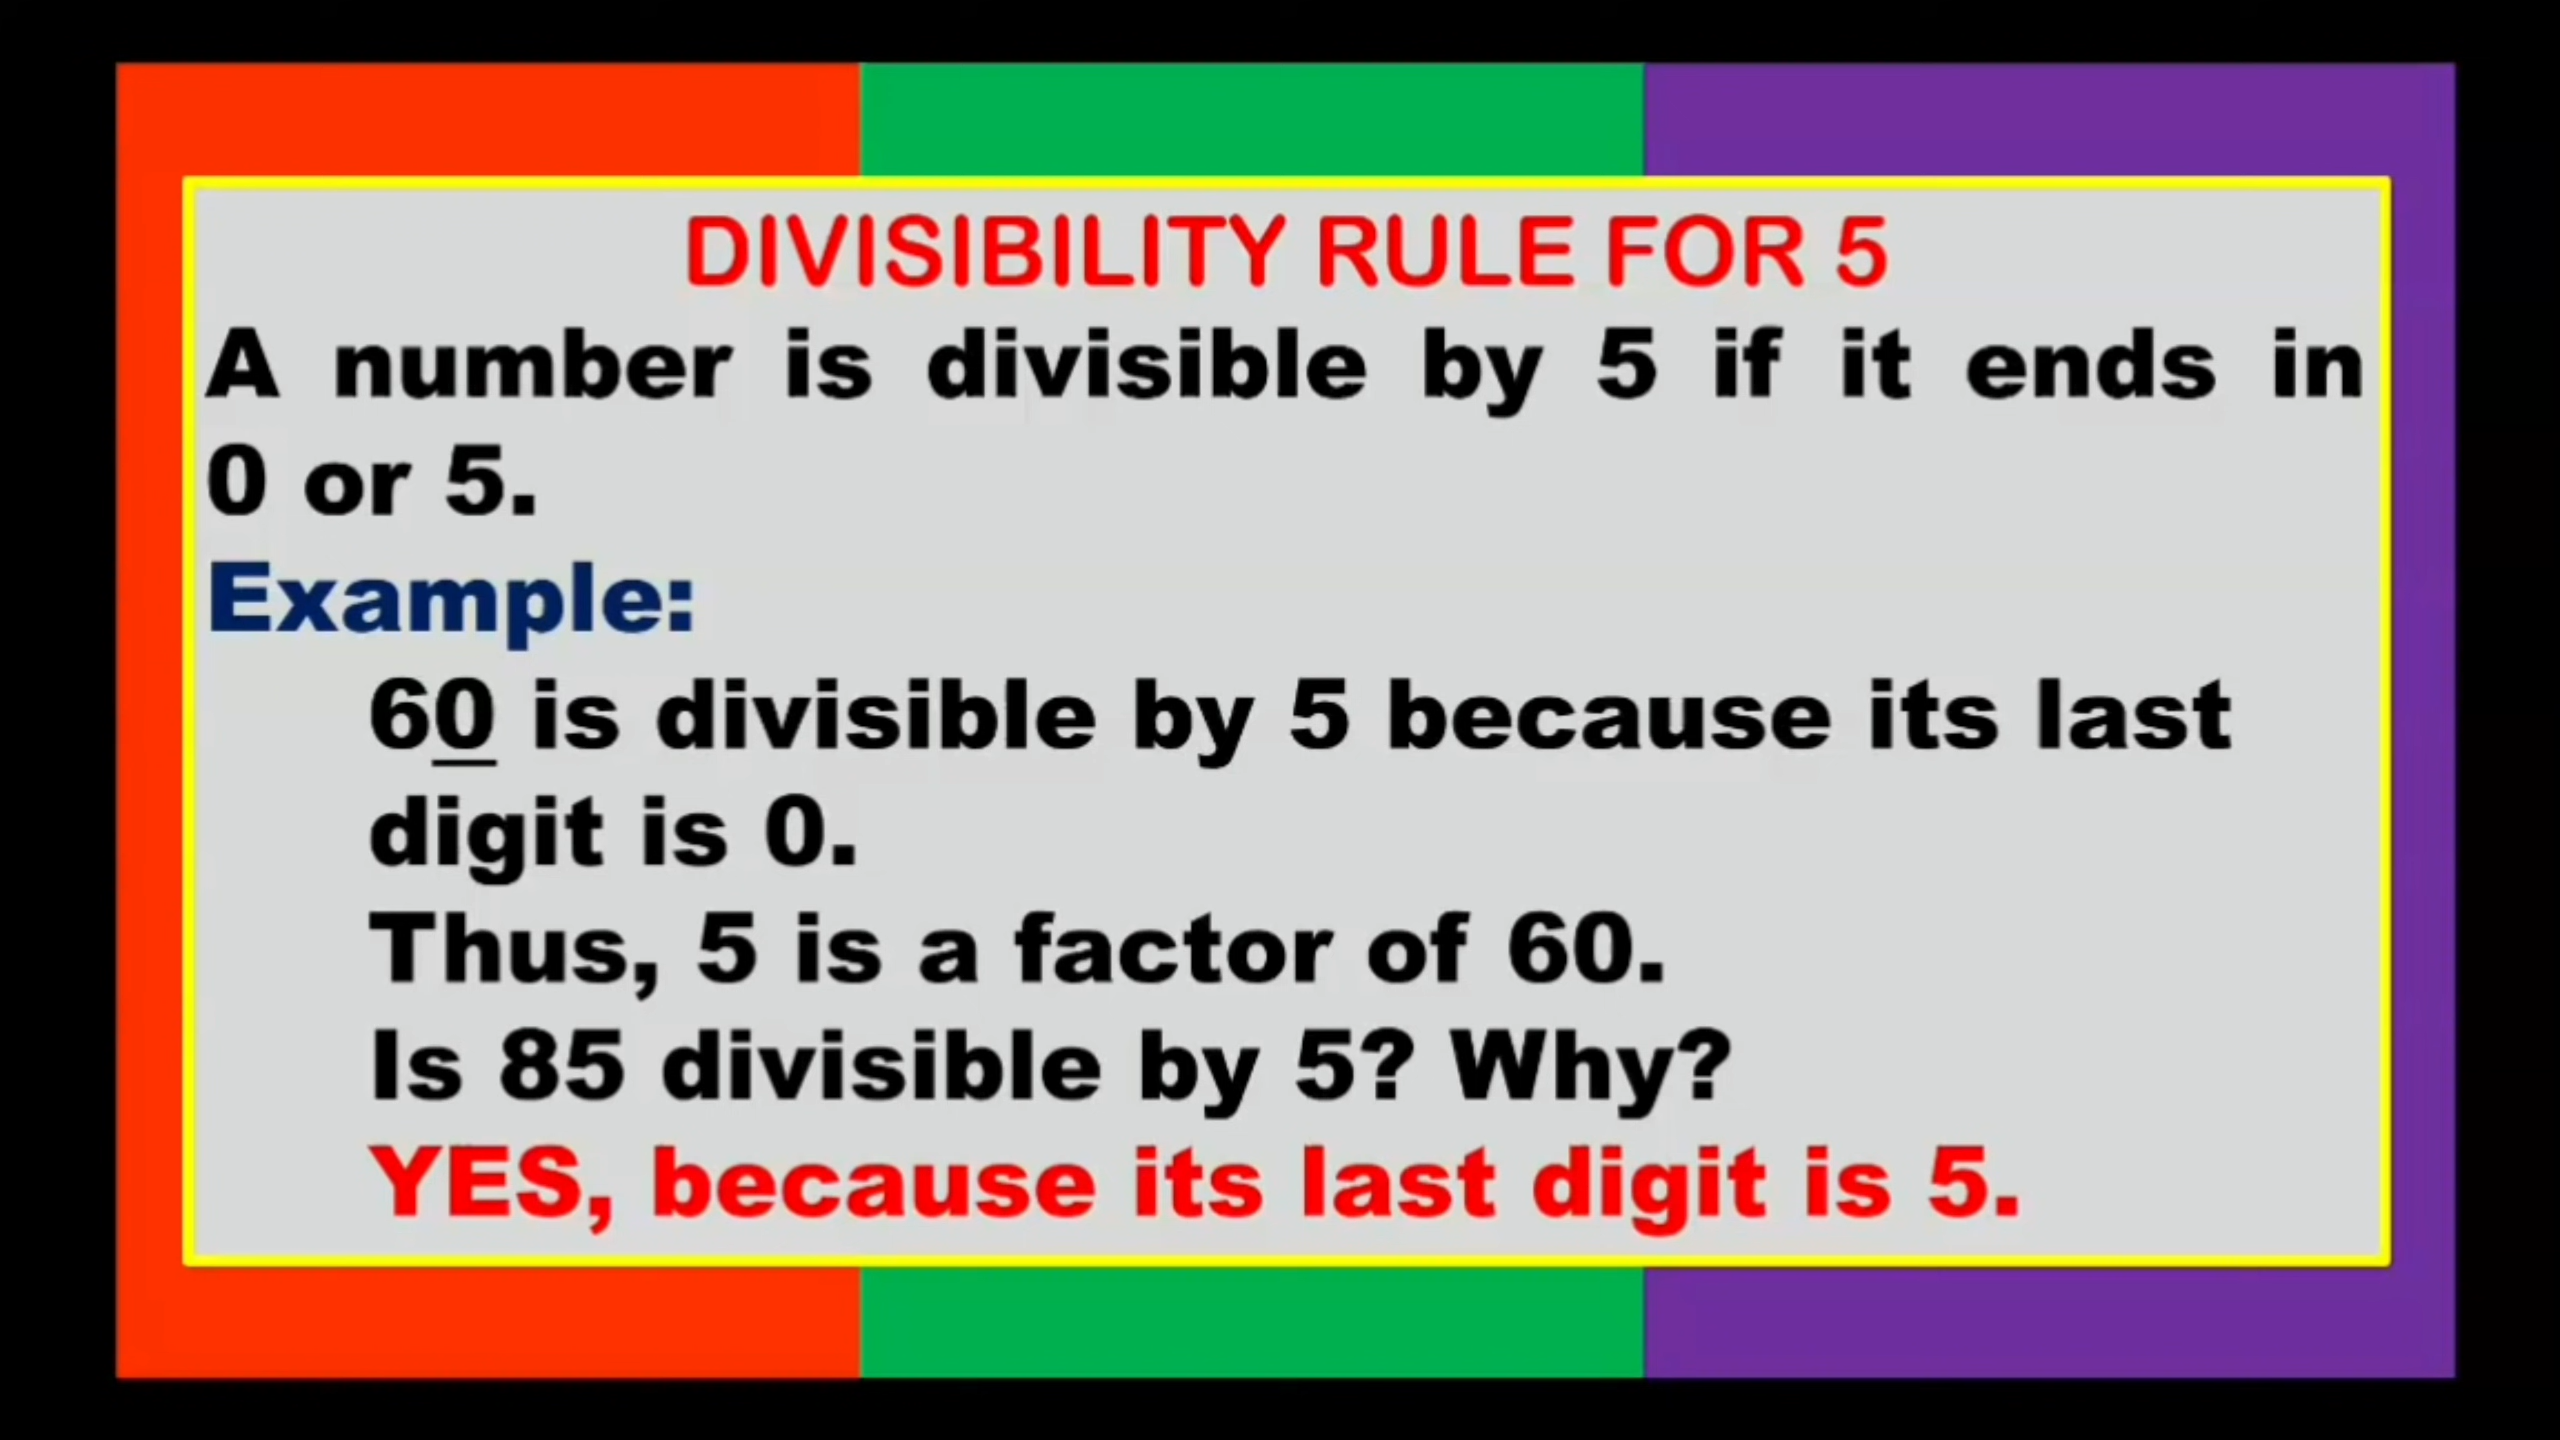 DIVISIBILITY RULE FOR 5
A number is divisible by 5 if it ends in
0 or 5.
Example:
60 is divisible by 5 because its last
digit is 0.
Thus, 5 is a factor of 60.
Is 85 divisible by 5? Why?
YES, because its last digit is 5.